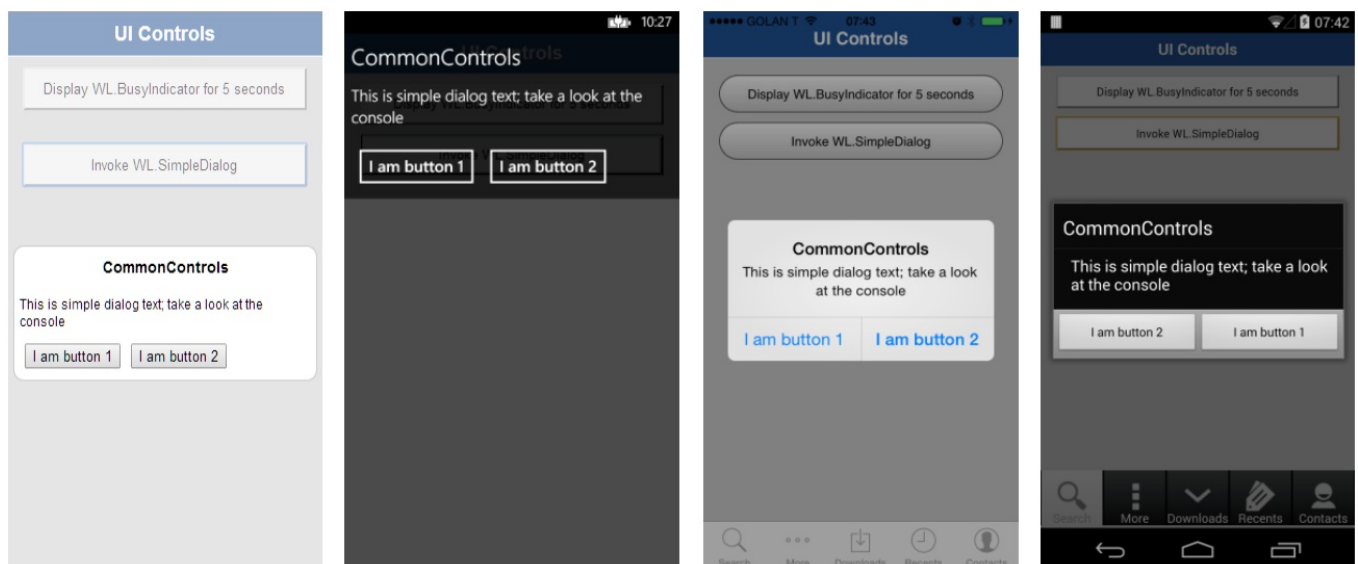 UI Controls
Display WL.BusyIndicator for 5 seconds
Invoke WL.SimpleDialog
CommonControls
This is simple dialog text; take a look at the
console
I am button 1
I am button 2
10:27
UI Controls
CommonControls
This is simple dialog text; take a look at the
console
I am button 1
I am button 2
GOLAN T
07:43
UI Controls
Display WL.BusyIndicator for 5 seconds
Invoke WL.SimpleDialog
CommonControls
This is simple dialog text; take a look
at the console
I am button 1
I am button 2
Search
More
Downloads
Recents
Contacts
07:42
UI Controls
Display WL.BusyIndicator for 5 seconds
Invoke WL.SimpleDialog
CommonControls
This is simple dialog text; take a look
at the console
I am button 2
I am button 1
Search
More
Downloads
Recents
Contacts